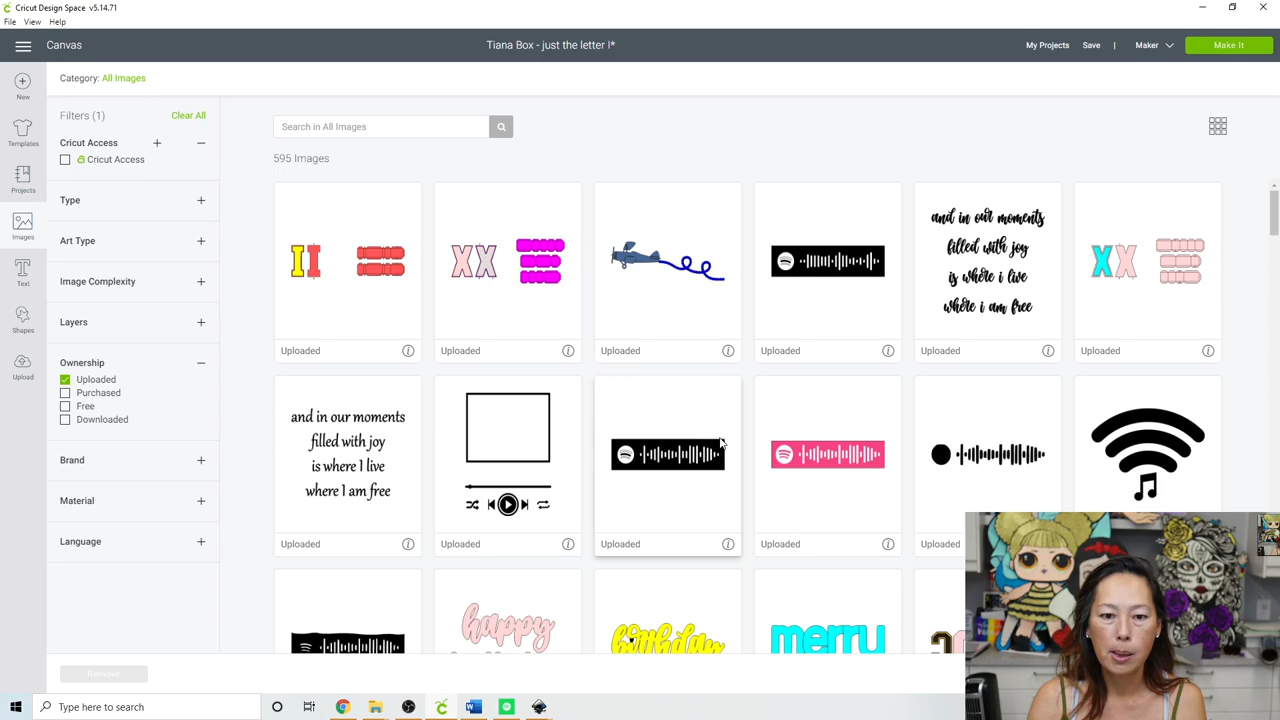 Cricut Design Space v5.14.71
File View Help
Canvas
Tiana Box - just the letter I*
My Projects Save | Maker Make It
New
Templates
Projects
Images
Text
Shapes
Upload
Category: All Images
Filters (1) Clear All
Cricut Access + −
Cricut Access
Type +
Art Type +
Image Complexity +
Layers +
Ownership −
Uploaded
Purchased
Free
Downloaded
Brand +
Material +
Language +
Remove
Search in All Images
595 Images
II
XX
and in our moments
filled with joy
is where i live
where i am free
XX
Uploaded Uploaded Uploaded Uploaded Uploaded Uploaded
and in our moments
filled with joy
is where I live
where I am free
Uploaded Uploaded Uploaded Uploaded Uploaded
happy
birthday
merry
Type here to search